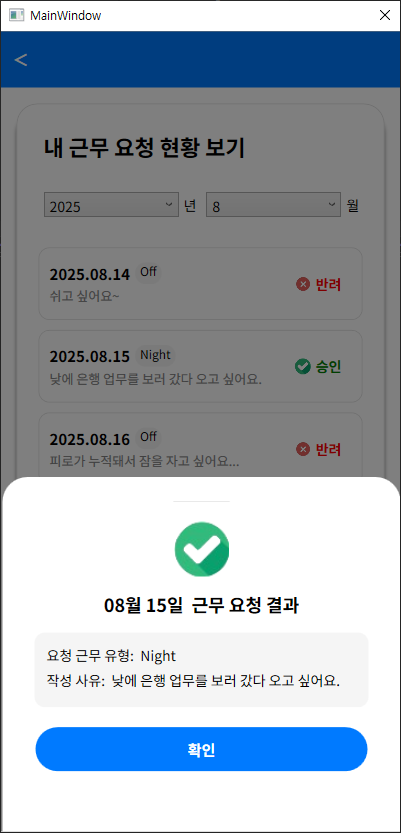 MainWindow
<
내 근무 요청 현황 보기
2025 년 8 월
2025.08.14 Off
쉬고 싶어요~
반려
2025.08.15 Night
낮에 은행 업무를 보러 갔다 오고 싶어요.
승인
2025.08.16 Off
피로가 누적돼서 잠을 자고 싶어요...
반려
08월 15일 근무 요청 결과
요청 근무 유형: Night
작성 사유: 낮에 은행 업무를 보러 갔다 오고 싶어요.
확인